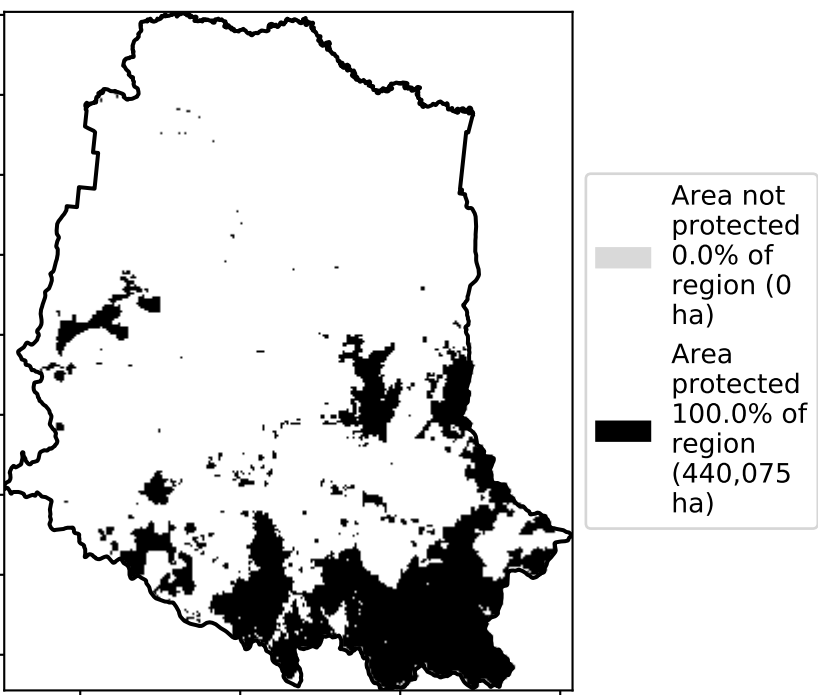 Area not
protected
0.0% of
region (0
ha)
Area
protected
100.0% of
region
(440,075
ha)